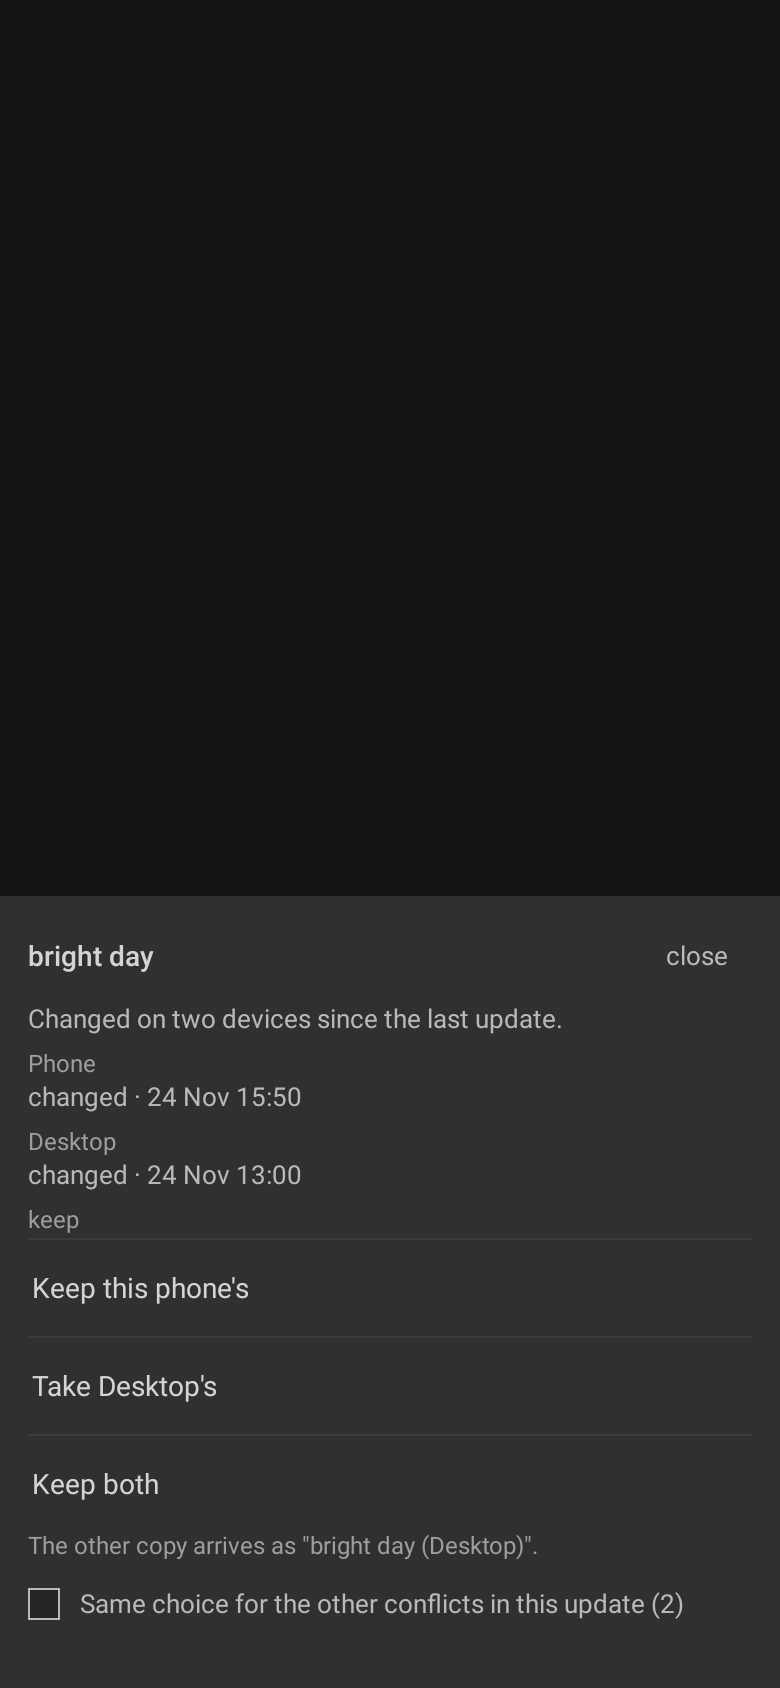 bright day
close
Changed on two devices since the last update.
Phone
changed · 24 Nov 15:50
Desktop
changed · 24 Nov 13:00
keep
Keep this phone's
Take Desktop's
Keep both
The other copy arrives as "bright day (Desktop)".
Same choice for the other conflicts in this update (2)